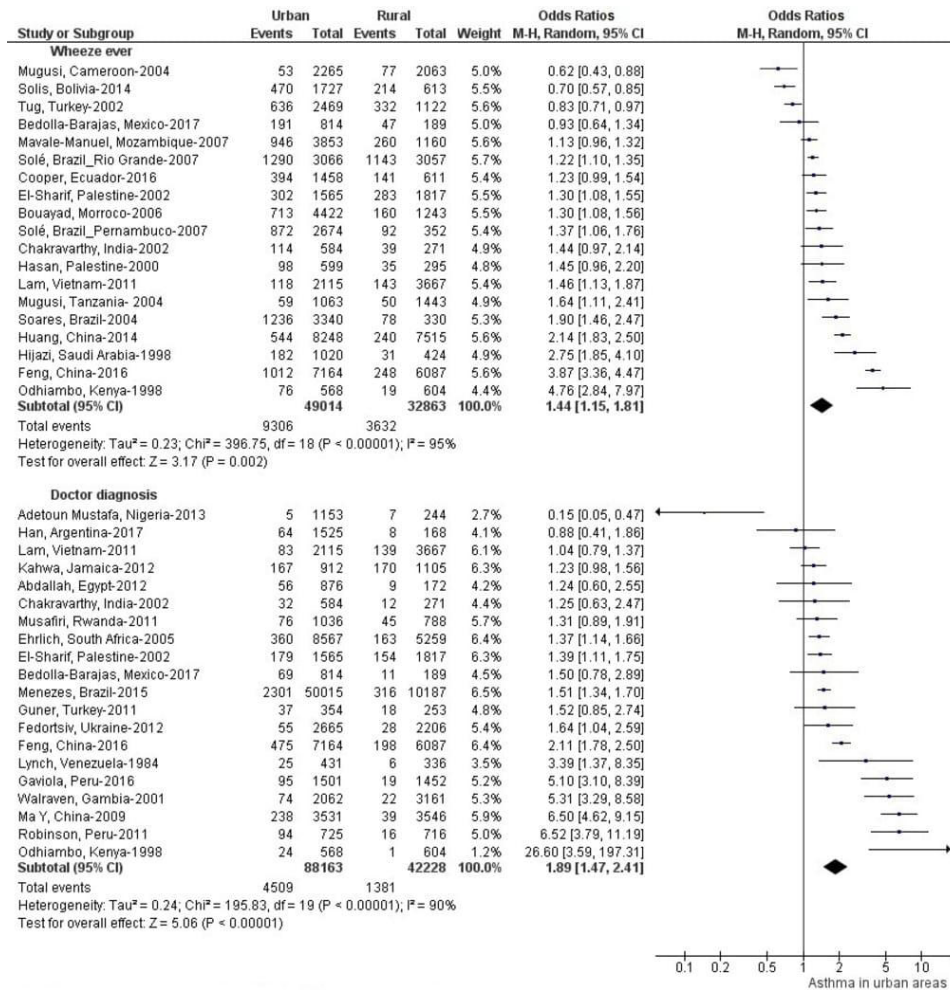 Urban Rural Odds Ratios Odds Ratios
Study or Subgroup Events Total Events Total Weight M-H, Random, 95% CI M-H, Random, 95% CI
Wheeze ever
Mugusi, Cameroon-2004 53 2265 77 2063 5.0% 0.62 [0.43, 0.88]
Solis, Bolivia-2014 470 1727 214 613 5.4% 0.70 [0.57, 0.85]
Tug, Turkey-2002 636 2469 332 1122 5.5% 0.83 [0.71, 0.97]
Bedolla-Barajas, Mexico-2017 191 814 47 189 5.0% 0.93 [0.64, 1.34]
Mavale-Manuel, Mozambique-2007 946 3853 260 1160 5.5% 1.13 [0.96, 1.32]
Solé, Brazil_Rio Grande-2007 1290 3066 1143 3057 5.6% 1.22 [1.10, 1.35]
Cooper, Ecuador-2016 394 1458 141 611 5.4% 1.23 [0.99, 1.54]
El-Sharif, Palestine-2002 302 1565 283 1817 5.5% 1.30 [1.08, 1.55]
Bouayad, Morroco-2006 713 4422 160 1243 5.5% 1.30 [1.08, 1.56]
Solé, Brazil_Pernambuco-2007 872 2674 92 352 5.3% 1.37 [1.06, 1.76]
Chakravarthy, India-2002 114 584 39 271 4.9% 1.44 [0.97, 2.14]
Hasan, Palestine-2000 98 599 35 295 4.8% 1.45 [0.96, 2.20]
Lam, Vietnam-2011 118 2115 143 3667 5.3% 1.46 [1.13, 1.87]
Mugusi, Tanzania- 2004 59 1063 50 1443 4.9% 1.64 [1.11, 2.41]
Soares, Brazil-2004 1236 3340 78 330 5.3% 1.90 [1.46, 2.47]
Huang, China-2014 544 8248 240 7515 5.5% 2.14 [1.83, 2.50]
Hijazi, Saudi Arabia-1998 182 1020 31 424 4.9% 2.75 [1.85, 4.10]
Feng, China-2016 1012 7164 248 6087 5.5% 3.87 [3.36, 4.47]
Odhiambo, Kenya-1998 76 568 19 604 4.4% 4.76 [2.84, 7.97]
Subtotal (95% CI) 49014 32863 100.0% 1.44 [1.15, 1.81]
Total events 9306 3632
Heterogeneity: Tau² = 0.23; Chi² = 396.75, df = 18 (P < 0.00001); I² = 95%
Test for overall effect: Z = 3.17 (P = 0.002)
Doctor diagnosis
Adetoun Mustafa, Nigeria-2013 5 1153 7 244 2.7% 0.15 [0.05, 0.47]
Han, Argentina-2017 64 1525 8 168 4.1% 0.88 [0.41, 1.86]
Lam, Vietnam-2011 83 2115 139 3667 6.1% 1.04 [0.79, 1.37]
Kahwa, Jamaica-2012 167 912 170 1105 6.2% 1.23 [0.98, 1.56]
Abdallah, Egypt-2012 56 876 9 172 4.2% 1.24 [0.60, 2.55]
Chakravarthy, India-2002 32 584 12 271 4.4% 1.25 [0.63, 2.47]
Musafiri, Rwanda-2011 76 1036 45 788 5.7% 1.31 [0.89, 1.91]
Ehrlich, South Africa-2005 360 8567 163 5259 6.4% 1.37 [1.14, 1.66]
El-Sharif, Palestine-2002 179 1565 154 1817 6.3% 1.39 [1.11, 1.75]
Bedolla-Barajas, Mexico-2017 69 814 11 189 4.5% 1.50 [0.78, 2.89]
Menezes, Brazil-2015 2301 50015 316 10187 6.5% 1.51 [1.34, 1.70]
Guner, Turkey-2011 37 354 18 253 4.8% 1.52 [0.85, 2.74]
Fedortsiv, Ukraine-2012 55 2665 28 2206 5.4% 1.64 [1.04, 2.59]
Feng, China-2016 475 7164 198 6087 6.4% 2.11 [1.78, 2.50]
Lynch, Venezuela-1984 25 431 6 336 3.5% 3.39 [1.37, 8.35]
Gaviola, Peru-2016 95 1501 19 1452 5.2% 5.10 [3.10, 8.39]
Walraven, Gambia-2001 74 2062 22 3161 5.3% 5.31 [3.29, 8.58]
Ma Y, China-2009 238 3531 39 3546 5.9% 6.50 [4.62, 9.15]
Robinson, Peru-2011 94 725 16 716 5.0% 6.52 [3.79, 11.19]
Odhiambo, Kenya-1998 24 568 1 604 1.2% 26.60 [3.59, 197.31]
Subtotal (95% CI) 88163 42228 100.0% 1.89 [1.47, 2.41]
Total events 4509 1381
Heterogeneity: Tau² = 0.24; Chi² = 195.83, df = 19 (P < 0.00001); I² = 90%
Test for overall effect: Z = 5.06 (P < 0.00001)
0.1 0.2 0.5 1 2 5 10
Asthma in urban areas